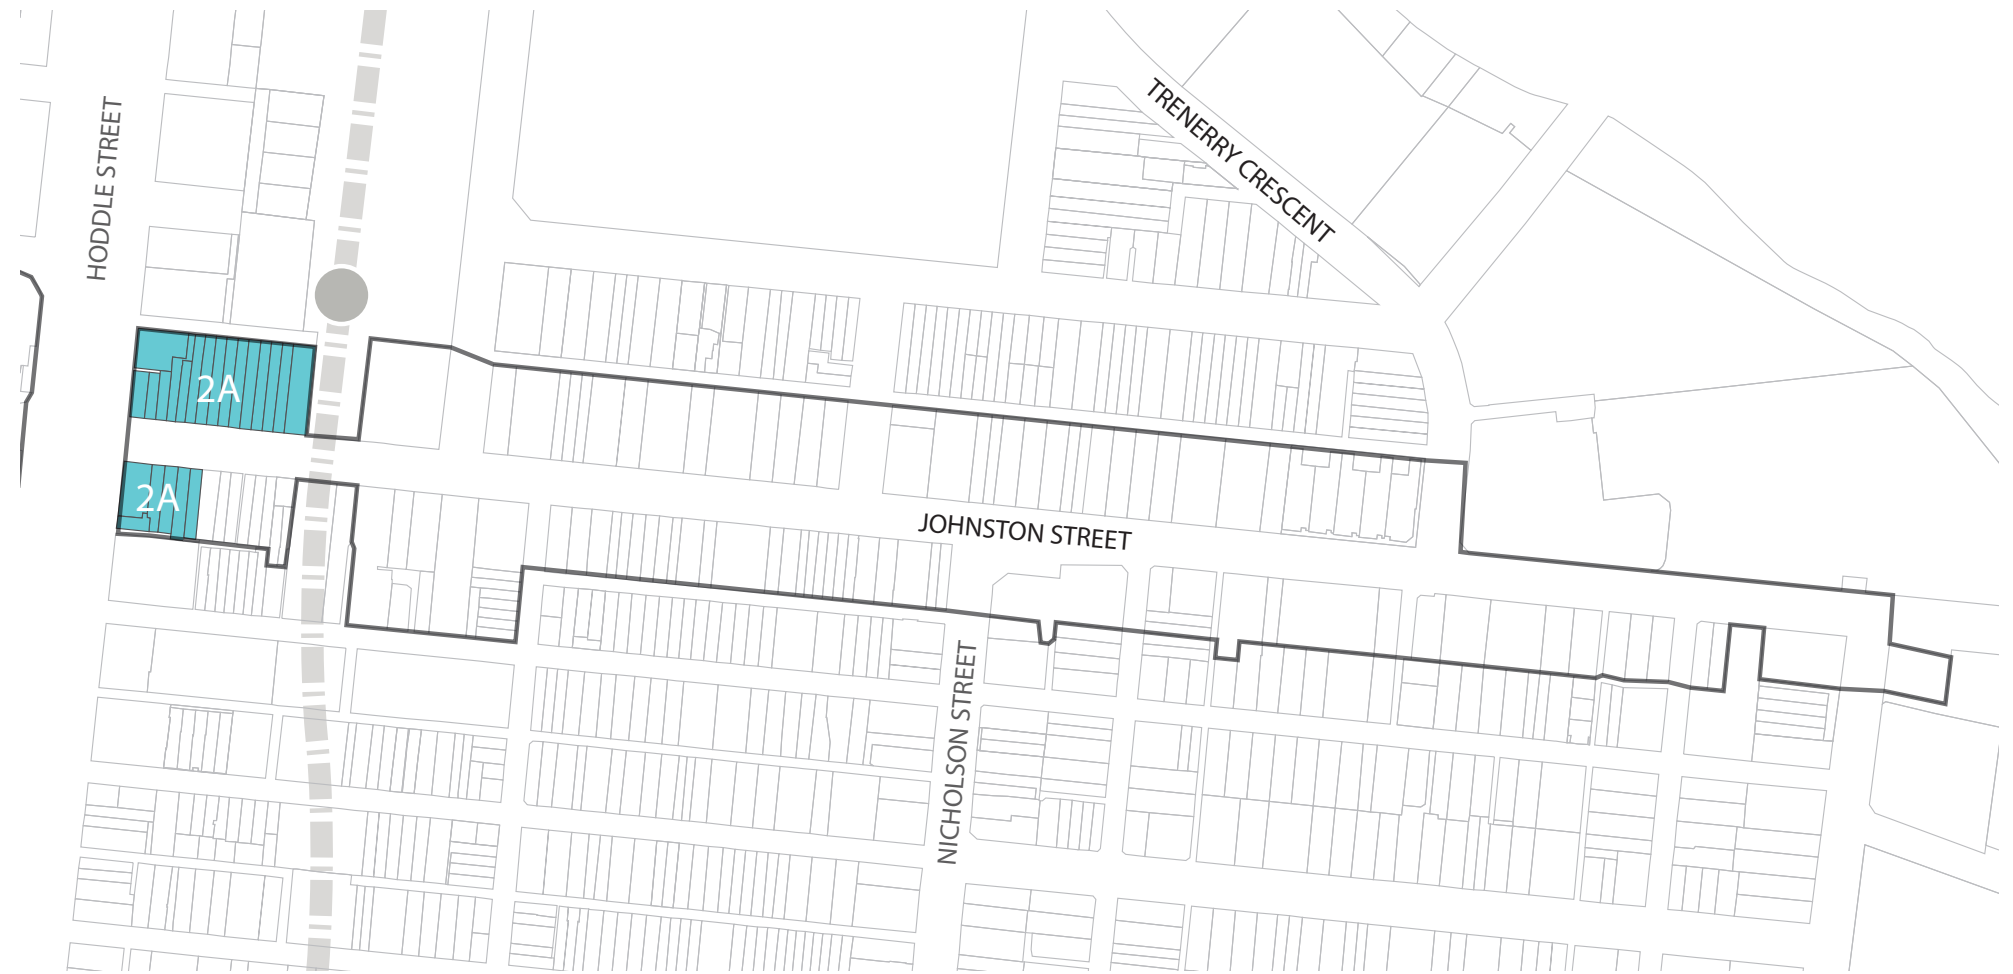 TRENERRY CRESCENT
HODDLE STREET
2A
2A
JOHNSTON STREET
NICHOLSON STREET